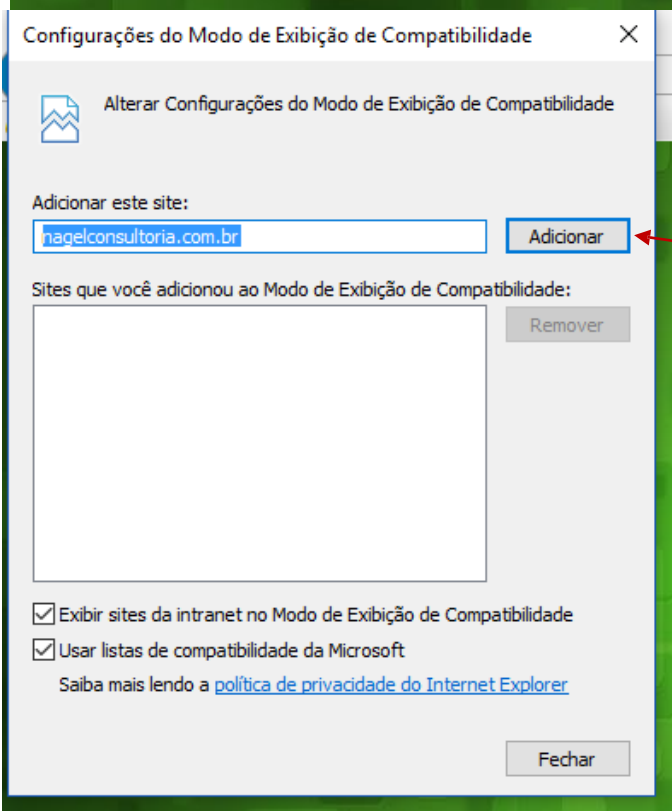 Configurações do Modo de Exibição de Compatibilidade
Alterar Configurações do Modo de Exibição de Compatibilidade
Adicionar este site:
nagelconsultoria.com.br
Adicionar
Sites que você adicionou ao Modo de Exibição de Compatibilidade:
Remover
Exibir sites da intranet no Modo de Exibição de Compatibilidade
Usar listas de compatibilidade da Microsoft
Saiba mais lendo a política de privacidade do Internet Explorer
Fechar